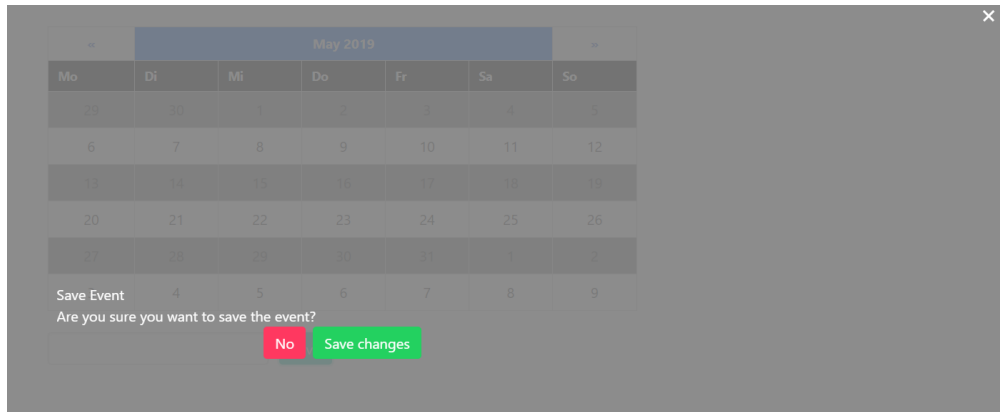 ×
« May 2019 »
Mo Di Mi Do Fr Sa So
29 30 1 2 3 4 5
6 7 8 9 10 11 12
13 14 15 16 17 18 19
20 21 22 23 24 25 26
27 28 29 30 31 1 2
4 5 6 7 8 9
Save Event
Are you sure you want to save the event?
No Save changes